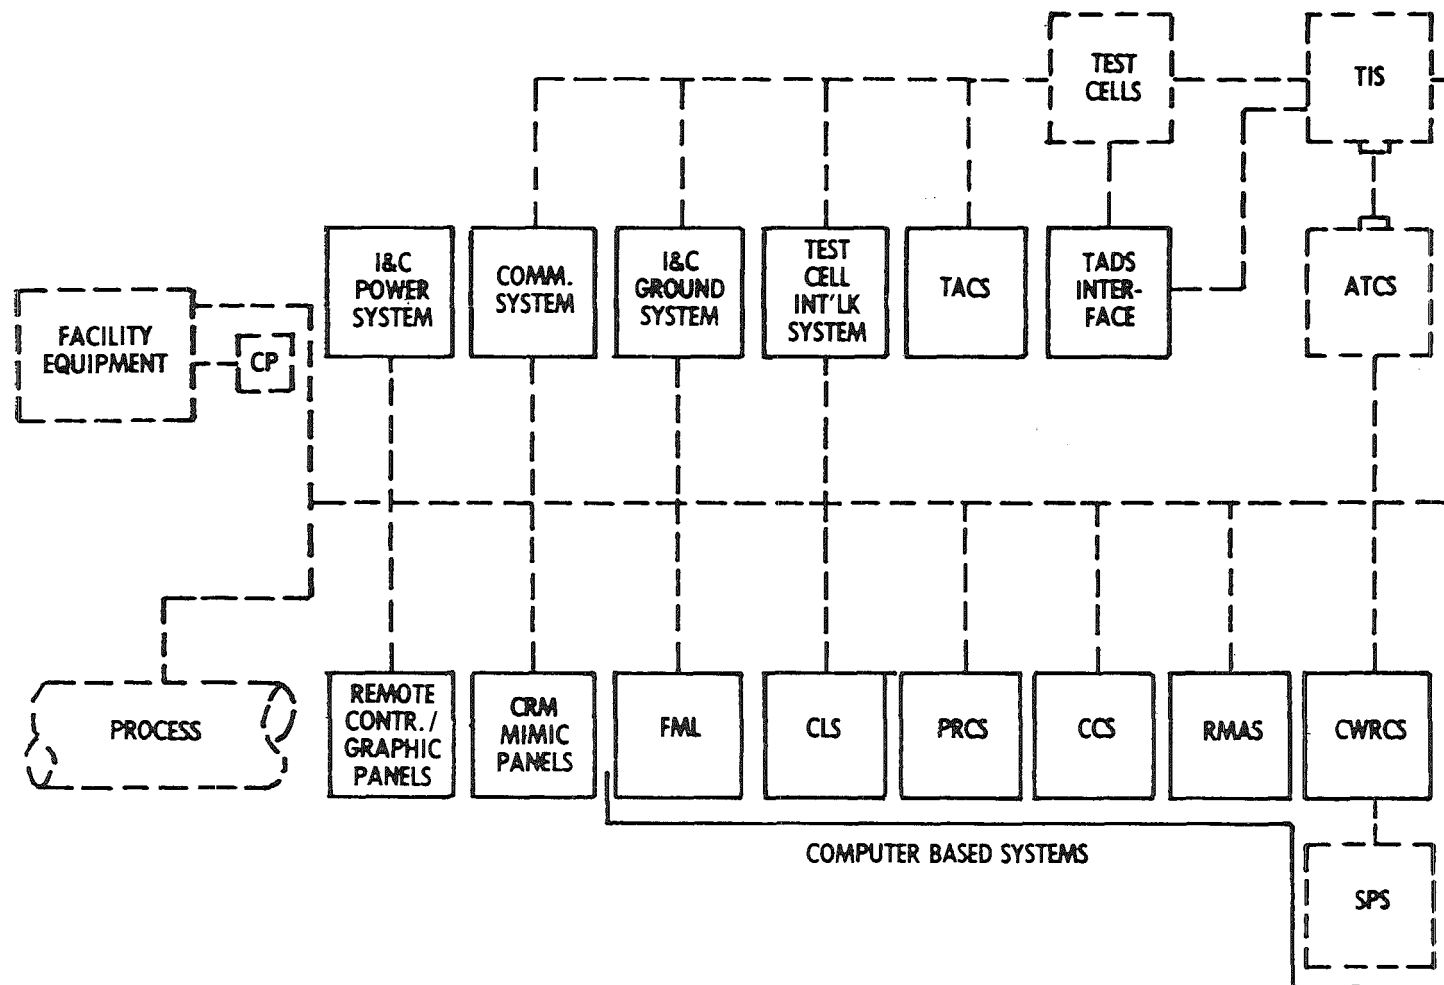 TEST
CELLS
TIS
I&C
POWER
SYSTEM
COMM.
SYSTEM
I&C
GROUND
SYSTEM
TEST
CELL
INT'LK
SYSTEM
TACS
TADS
INTER-
FACE
ATCS
FACILITY
EQUIPMENT
CP
PROCESS
REMOTE
CONTR./
GRAPHIC
PANELS
CRM
MIMIC
PANELS
FML
CLS
PRCS
CCS
RMAS
CWRCS
COMPUTER BASED SYSTEMS
SPS